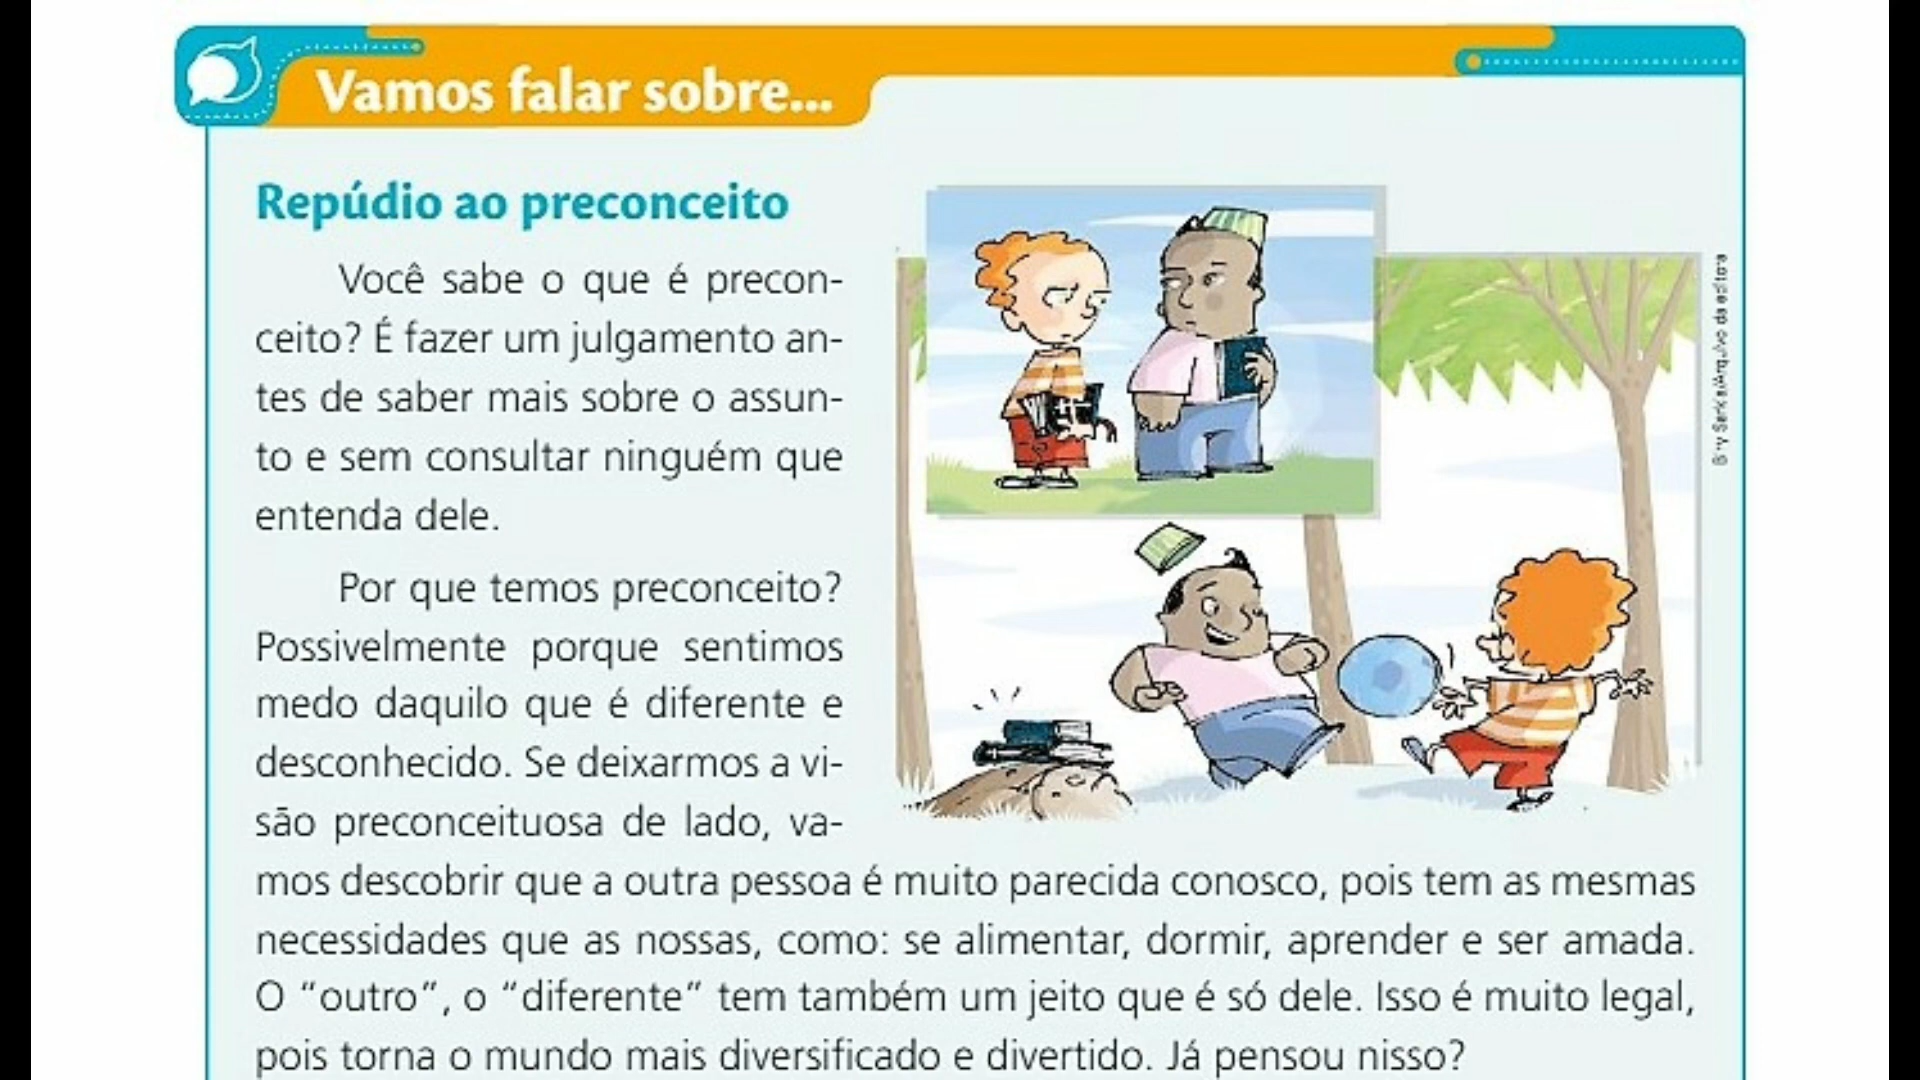 Vamos falar sobre...
Repúdio ao preconceito
Você sabe o que é precon-
ceito? É fazer um julgamento an-
tes de saber mais sobre o assun-
to e sem consultar ninguém que
entenda dele.
Por que temos preconceito?
Possivelmente porque sentimos
medo daquilo que é diferente e
desconhecido. Se deixarmos a vi-
são preconceituosa de lado, va-
mos descobrir que a outra pessoa é muito parecida conosco, pois tem as mesmas
necessidades que as nossas, como: se alimentar, dormir, aprender e ser amada.
O “outro”, o “diferente” tem também um jeito que é só dele. Isso é muito legal,
pois torna o mundo mais diversificado e divertido. Já pensou nisso?
Arquivo da editora